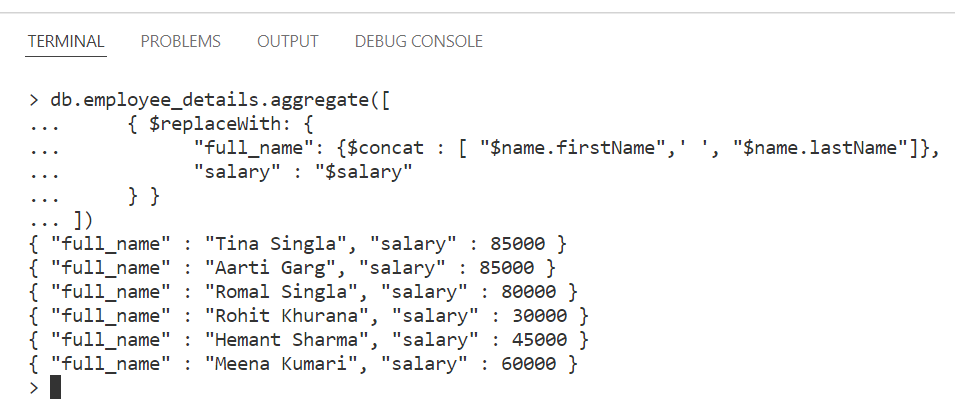 TERMINAL PROBLEMS OUTPUT DEBUG CONSOLE
> db.employee_details.aggregate([
...      { $replaceWith: {
...            "full_name": {$concat : [ "$name.firstName",' ', "$name.lastName"]},
...            "salary" : "$salary"
...      } }
... ])
{ "full_name" : "Tina Singla", "salary" : 85000 }
{ "full_name" : "Aarti Garg", "salary" : 85000 }
{ "full_name" : "Romal Singla", "salary" : 80000 }
{ "full_name" : "Rohit Khurana", "salary" : 30000 }
{ "full_name" : "Hemant Sharma", "salary" : 45000 }
{ "full_name" : "Meena Kumari", "salary" : 60000 }
>